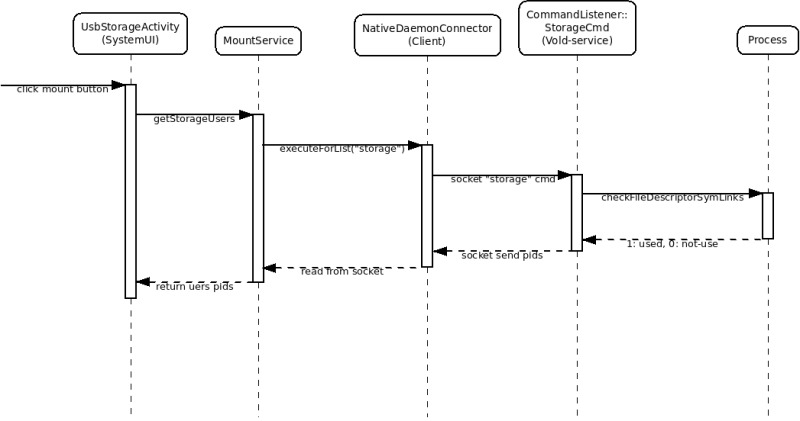 UsbStorageActivity
(SystemUI)
MountService
NativeDaemonConnector
(Client)
CommandListener::
StorageCmd
(Vold-service)
Process
click mount button
getStorageUsers
executeForList("storage")
socket "storage" cmd
checkFileDescriptorSymLinks
1: used, 0: not-use
socket send pids
read from socket
return uers pids